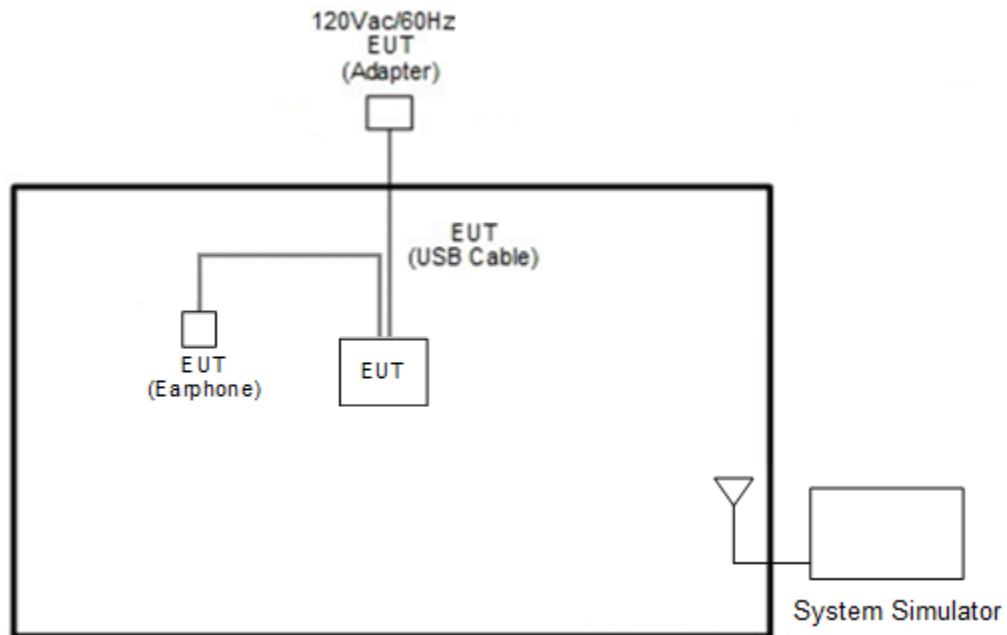 120Vac/60Hz
EUT
(Adapter)
EUT
(USB Cable)
EUT
(Earphone)
EUT
System Simulator